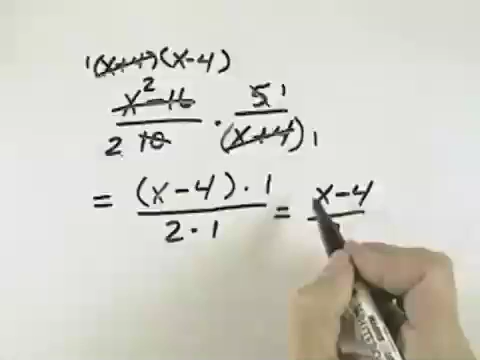 1 (x+4)(x-4)
x² - 16 / 2 10 · 5 1 / (x+4) 1
= (x-4) · 1 / 2 · 1 = x-4